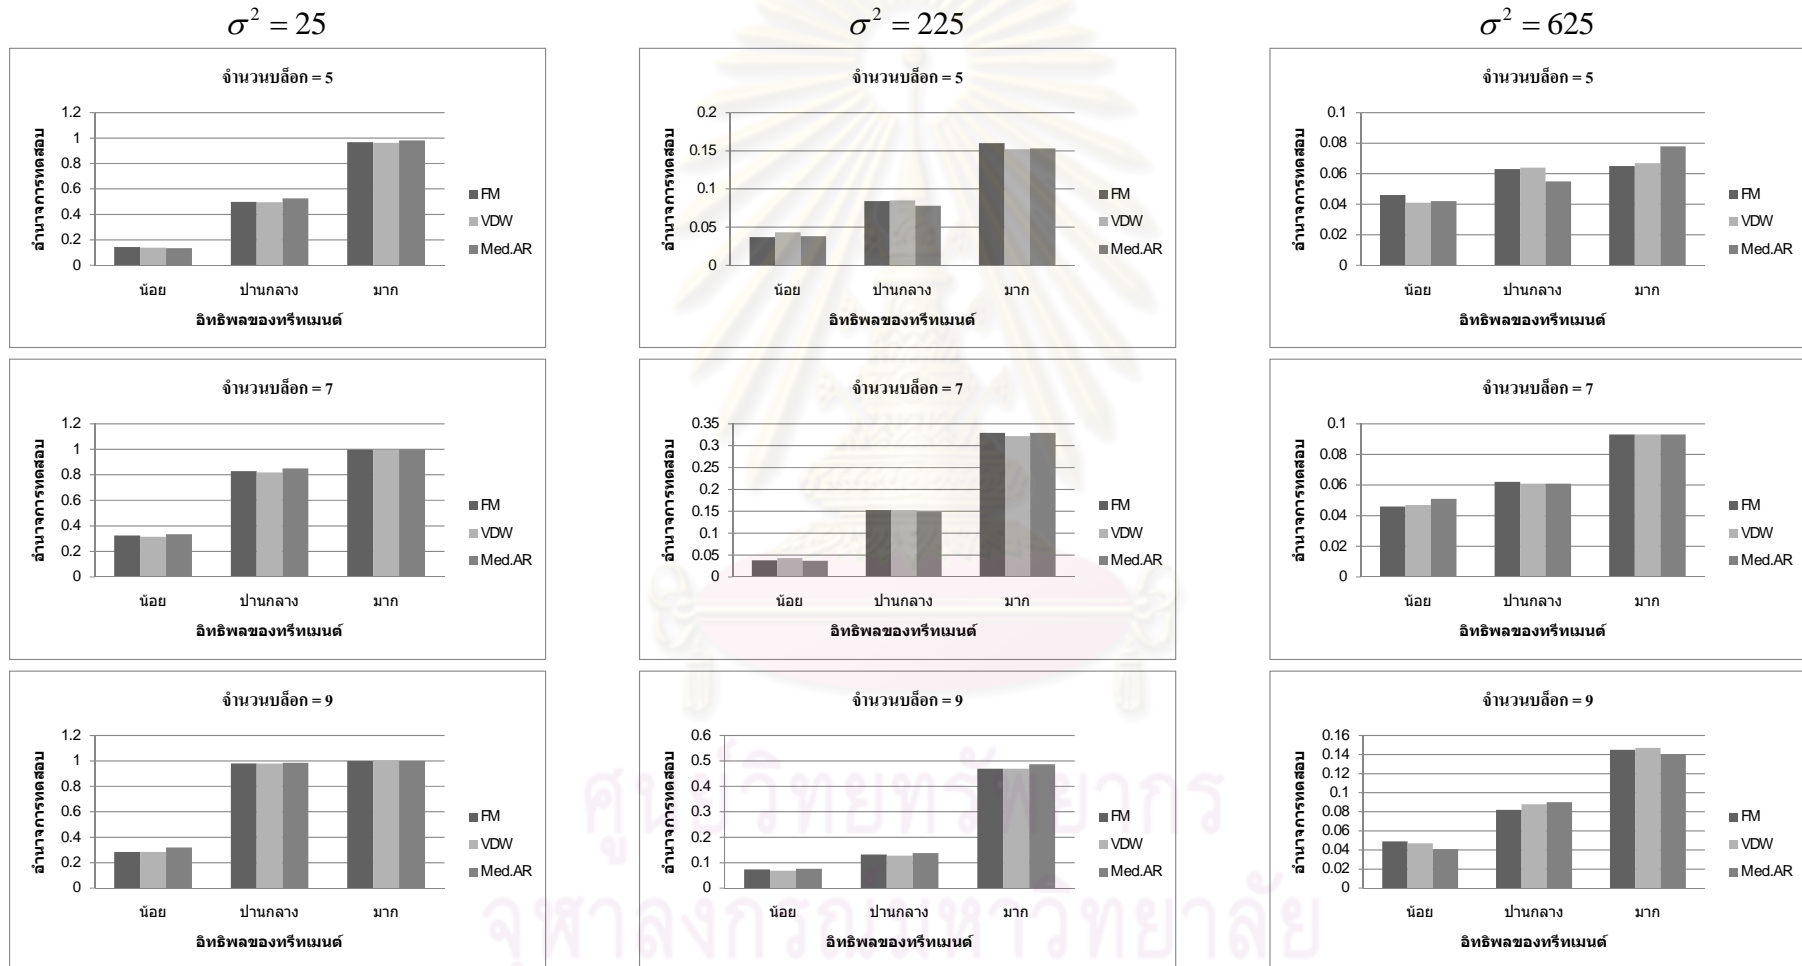 σ² = 25
σ² = 225
σ² = 625
จำนวนบล็อก = 5
อำนาจการทดสอบ
1.2
1
0.8
0.6
0.4
0.2
0
น้อย ปานกลาง มาก
อิทธิพลของทรีทเมนต์
FM
VDW
Med.AR
จำนวนบล็อก = 5
อำนาจการทดสอบ
0.2
0.15
0.1
0.05
0
น้อย ปานกลาง มาก
อิทธิพลของทรีทเมนต์
FM
VDW
Med.AR
จำนวนบล็อก = 5
อำนาจการทดสอบ
0.1
0.08
0.06
0.04
0.02
0
น้อย ปานกลาง มาก
อิทธิพลของทรีทเมนต์
FM
VDW
Med.AR
จำนวนบล็อก = 7
อำนาจการทดสอบ
1.2
1
0.8
0.6
0.4
0.2
0
น้อย ปานกลาง มาก
อิทธิพลของทรีทเมนต์
FM
VDW
Med.AR
จำนวนบล็อก = 7
อำนาจการทดสอบ
0.35
0.3
0.25
0.2
0.15
0.1
0.05
0
น้อย ปานกลาง มาก
อิทธิพลของทรีทเมนต์
FM
VDW
Med.AR
จำนวนบล็อก = 7
อำนาจการทดสอบ
0.1
0.08
0.06
0.04
0.02
0
น้อย ปานกลาง มาก
อิทธิพลของทรีทเมนต์
FM
VDW
Med.AR
จำนวนบล็อก = 9
อำนาจการทดสอบ
1.2
1
0.8
0.6
0.4
0.2
0
น้อย ปานกลาง มาก
อิทธิพลของทรีทเมนต์
FM
VDW
Med.AR
จำนวนบล็อก = 9
อำนาจการทดสอบ
0.6
0.5
0.4
0.3
0.2
0.1
0
น้อย ปานกลาง มาก
อิทธิพลของทรีทเมนต์
FM
VDW
Med.AR
จำนวนบล็อก = 9
อำนาจการทดสอบ
0.16
0.14
0.12
0.1
0.08
0.06
0.04
0.02
0
น้อย ปานกลาง มาก
อิทธิพลของทรีทเมนต์
FM
VDW
Med.AR
ศูนย์วิทยทรัพยากร
จุฬาลงกรณ์มหาวิทยาลัย